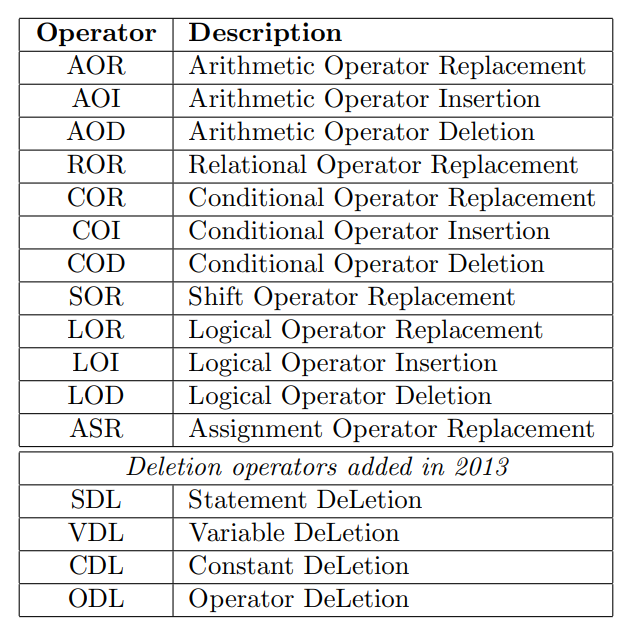 Operator Description
AOR Arithmetic Operator Replacement
AOI Arithmetic Operator Insertion
AOD Arithmetic Operator Deletion
ROR Relational Operator Replacement
COR Conditional Operator Replacement
COI Conditional Operator Insertion
COD Conditional Operator Deletion
SOR Shift Operator Replacement
LOR Logical Operator Replacement
LOI Logical Operator Insertion
LOD Logical Operator Deletion
ASR Assignment Operator Replacement
Deletion operators added in 2013
SDL Statement DeLetion
VDL Variable DeLetion
CDL Constant DeLetion
ODL Operator DeLetion